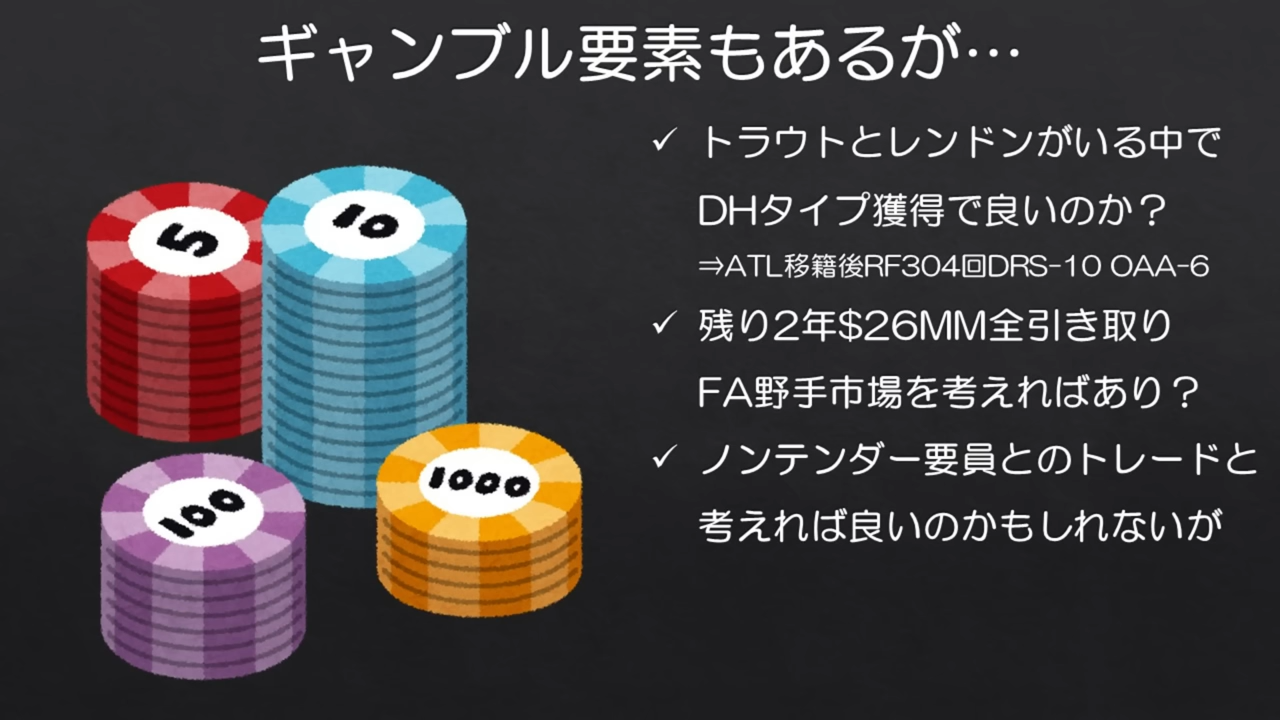 ギャンブル要素もあるが…
✓ トラウトとレンドンがいる中で
DHタイプ獲得で良いのか？
⇒ATL移籍後RF304回DRS-10 OAA-6
✓ 残り2年$26MM全引き取り
FA野手市場を考えればあり？
✓ ノンテンダー要員とのトレードと
考えれば良いのかもしれないが
5
10
100
1000